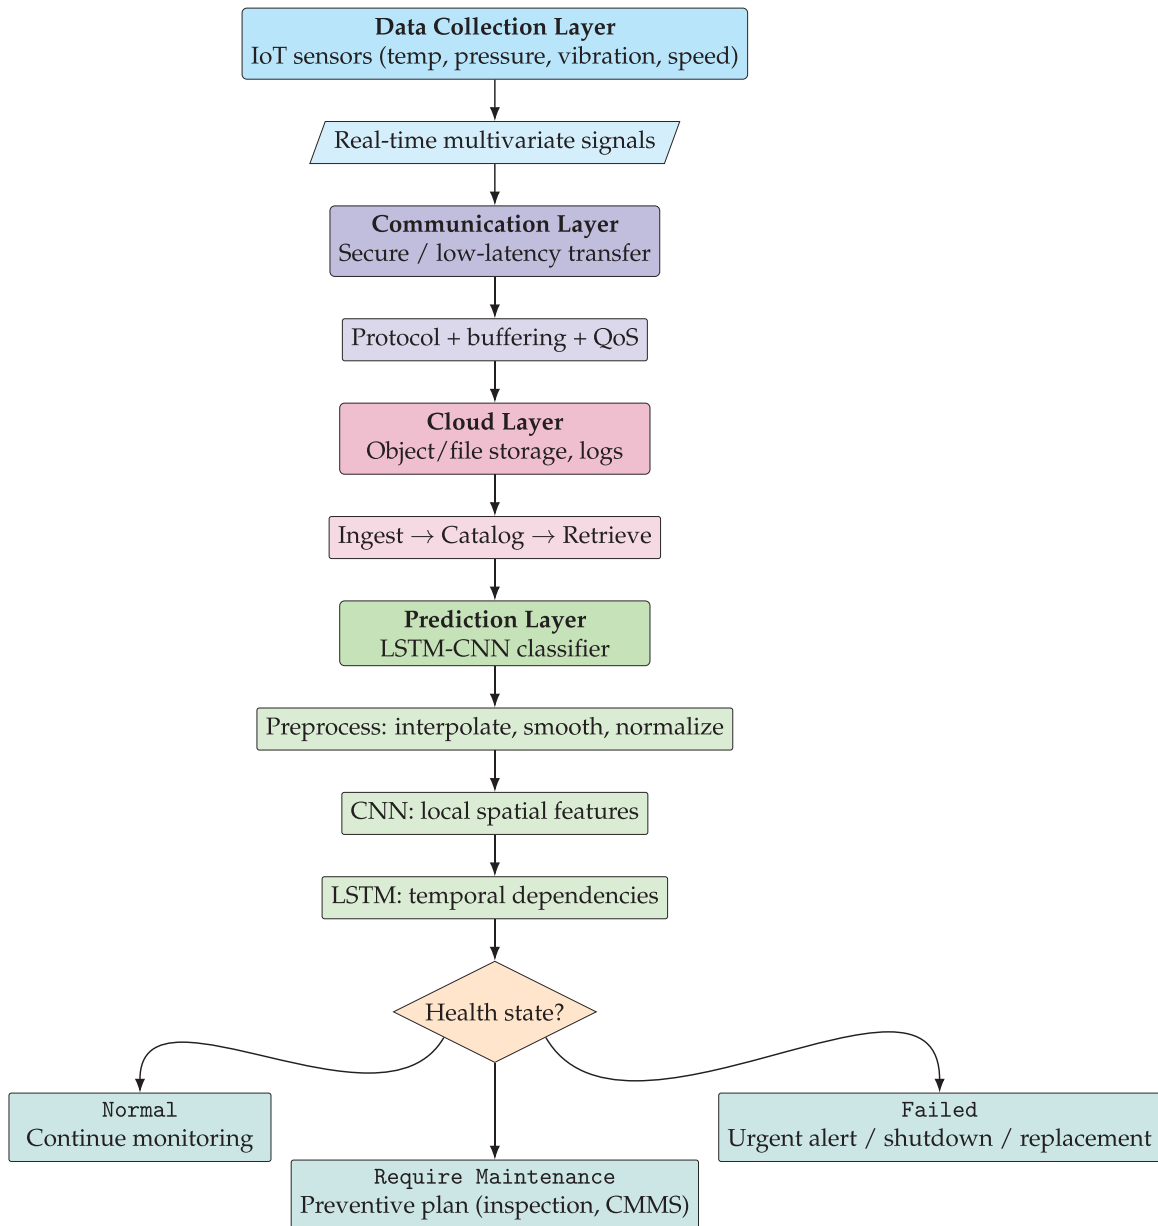 Data Collection Layer
IoT sensors (temp, pressure, vibration, speed)
Real-time multivariate signals
Communication Layer
Secure / low-latency transfer
Protocol + buffering + QoS
Cloud Layer
Object/file storage, logs
Ingest → Catalog → Retrieve
Prediction Layer
LSTM-CNN classifier
Preprocess: interpolate, smooth, normalize
CNN: local spatial features
LSTM: temporal dependencies
Health state?
Normal
Continue monitoring
Failed
Urgent alert / shutdown / replacement
Require Maintenance
Preventive plan (inspection, CMMS)